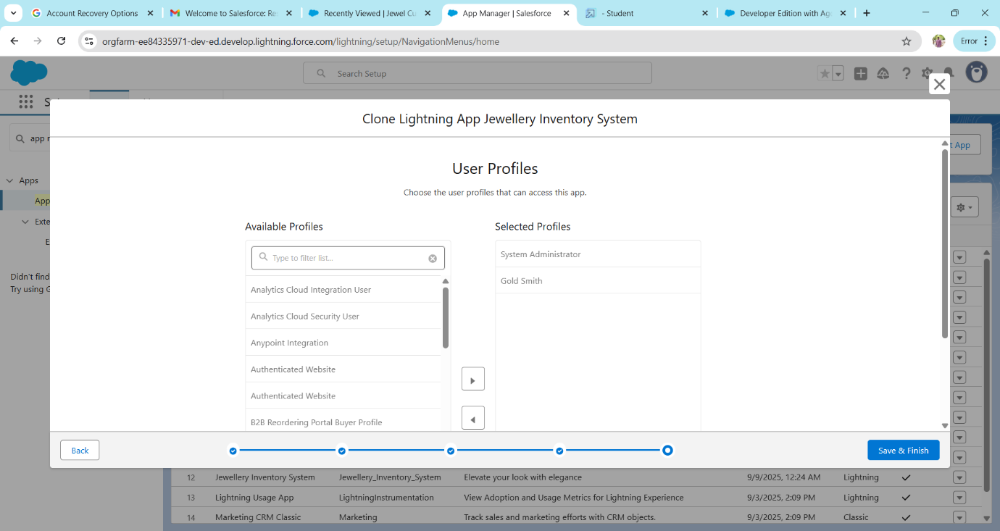 Account Recovery Options
Welcome to Salesforce: Re
Recently Viewed | Jewel Cu
App Manager | Salesforce
- Student
Developer Edition with Ag
orgfarm-ee84335971-dev-ed.develop.lightning.force.com/lightning/setup/NavigationMenus/home
Error
Search Setup
S
Clone Lightning App Jewellery Inventory System
app
t App
User Profiles
Choose the user profiles that can access this app.
Apps
App
Exte
E
Didn't find
Try using G
Available Profiles
Selected Profiles
Type to filter list...
System Administrator
Gold Smith
Analytics Cloud Integration User
Analytics Cloud Security User
Anypoint Integration
Authenticated Website
Authenticated Website
B2B Reordering Portal Buyer Profile
Back
Save & Finish
12 Jewellery Inventory System Jewellery_Inventory_System Elevate your look with elegance 9/9/2025, 12:24 AM Lightning
13 Lightning Usage App LightningInstrumentation View Adoption and Usage Metrics for Lightning Experience 9/3/2025, 2:09 PM Lightning
14 Marketing CRM Classic Marketing Track sales and marketing efforts with CRM objects. 9/3/2025, 2:09 PM Classic